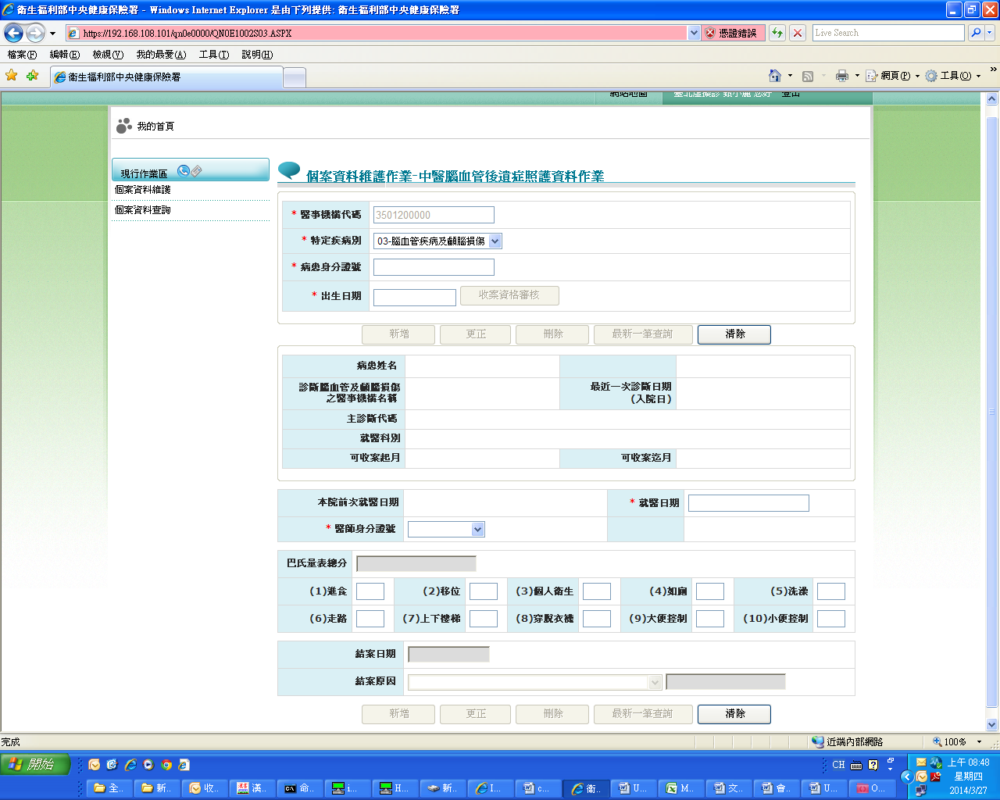 衛生福利部中央健康保險署 - Windows Internet Explorer 是由下列提供: 衛生福利部中央健康保險署
https://192.168.108.101/qn0e0000/QN0E1002S03.ASPX
憑證錯誤
Live Search
檔案(F) 編輯(E) 檢視(V) 我的最愛(A) 工具(T) 說明(H)
衛生福利部中央健康保險署
網頁(P) 工具(O)
網站地圖 登出
我的首頁
現行作業區
個案資料維護
個案資料查詢
個案資料維護作業-中醫腦血管後遺症照護資料作業
* 醫事機構代碼 3501200000
* 特定疾病別 03-腦血管疾病及顱腦損傷
* 病患身分證號
* 出生日期 收案資格審核
新增 更正 刪除 最新一筆查詢 清除
病患姓名
診斷腦血管及顱腦損傷
之醫事機構名稱
最近一次診斷日期
(入院日)
主診斷代碼
就醫科別
可收案起月 可收案迄月
本院前次就醫日期 * 就醫日期
* 醫師身分證號
巴氏量表總分
(1)進食 (2)移位 (3)個人衛生 (4)如廁 (5)洗澡
(6)走路 (7)上下樓梯 (8)穿脫衣褲 (9)大便控制 (10)小便控制
結案日期
結案原因
新增 更正 刪除 最新一筆查詢 清除
完成 近端內部網路 100%
開始 CH 上午 08:48
星期四
2014/3/27
全.. 新.. 收.. 漢.. 命.. i... H... 新.. I... c... 衛.. U... M.. 文.. 會.. U... O...